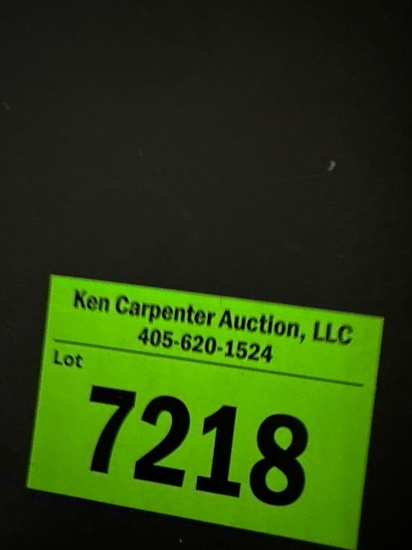 Ken Carpenter Auction, LLC
405-620-1524
Lot
7218